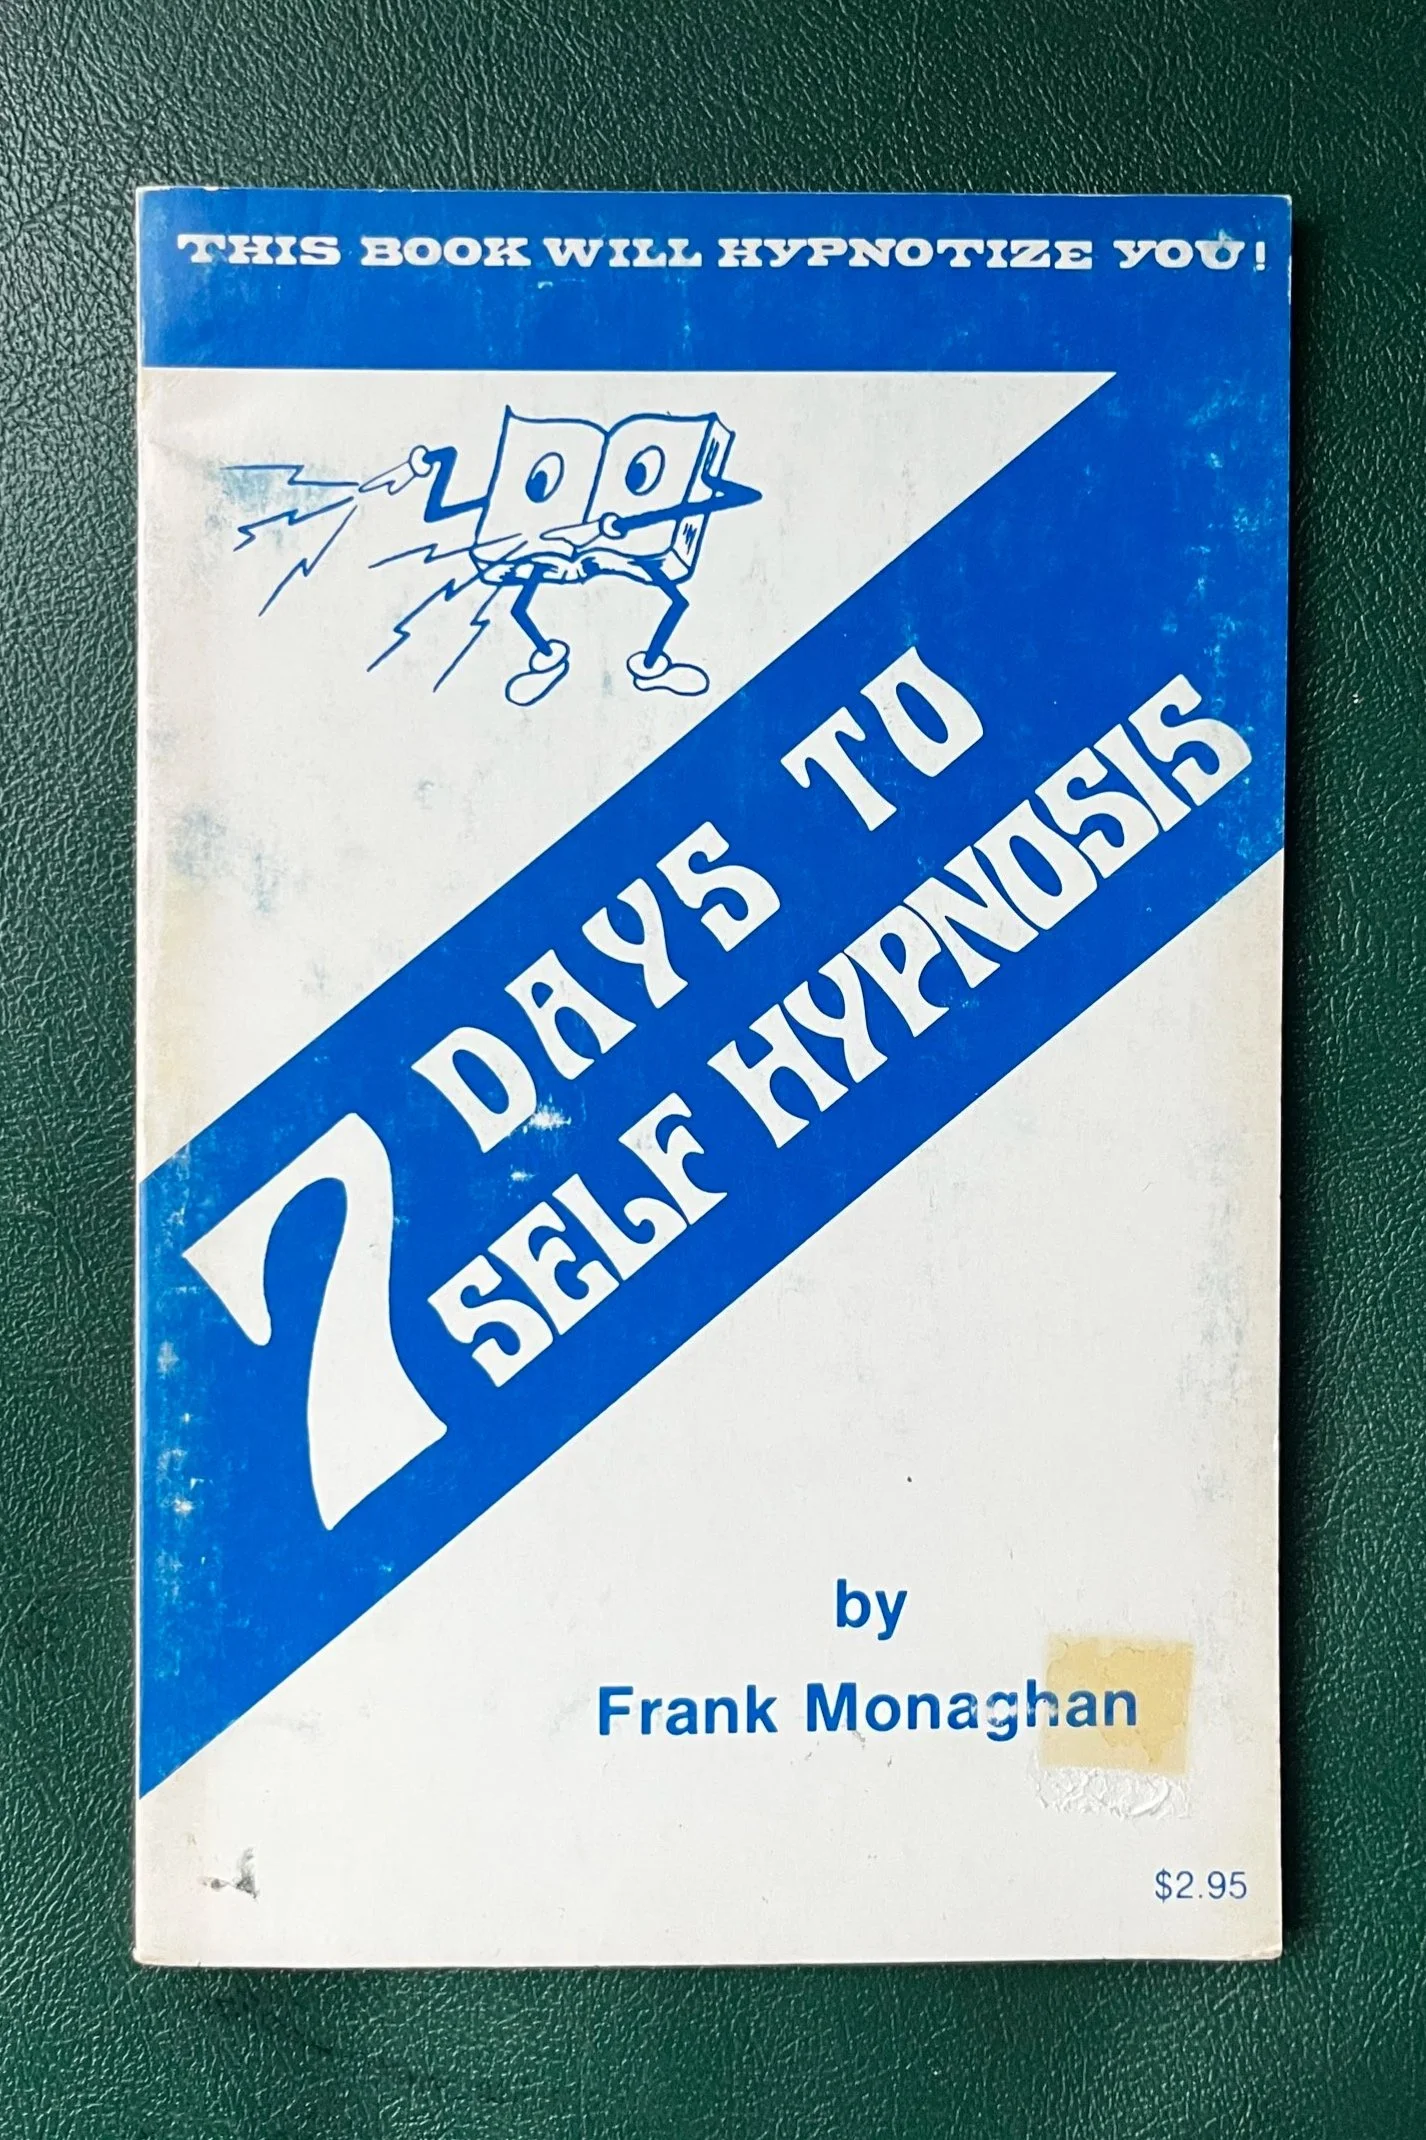 THIS BOOK WILL HYPNOTIZE YOU!
7 DAYS TO
SELF HYPNOSIS
by
Frank Monaghan
$2.95